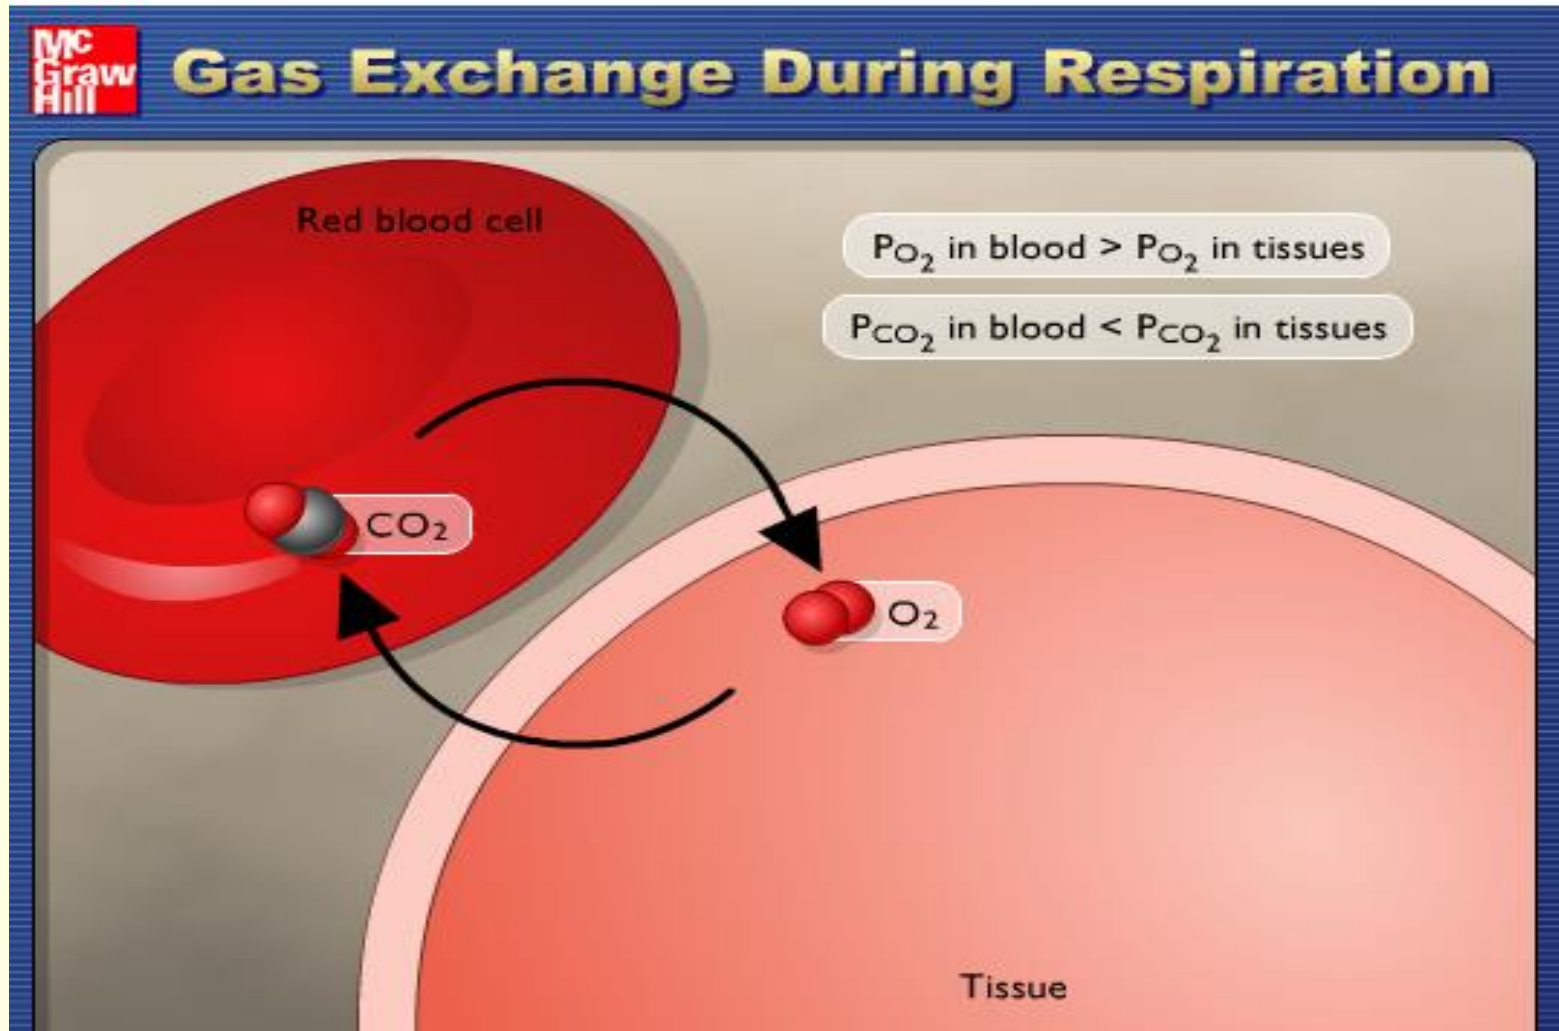 Mc
Graw
Hill
Gas Exchange During Respiration
Red blood cell
PO₂ in blood > PO₂ in tissues
PCO₂ in blood < PCO₂ in tissues
CO₂
O₂
Tissue